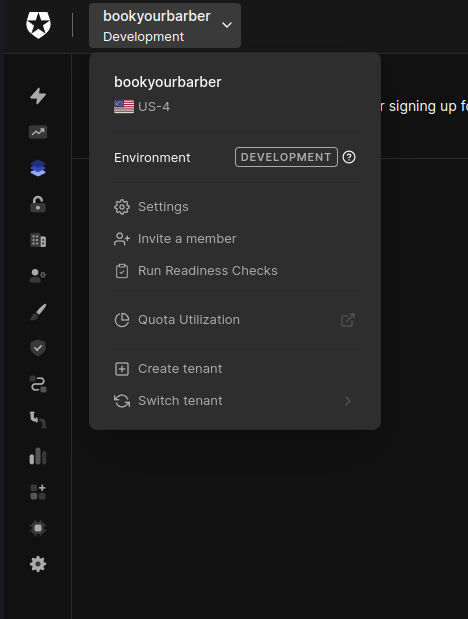 bookyourbarber
Development
bookyourbarber
US-4
r signing up fo
Environment DEVELOPMENT
Settings
Invite a member
Run Readiness Checks
Quota Utilization
Create tenant
Switch tenant